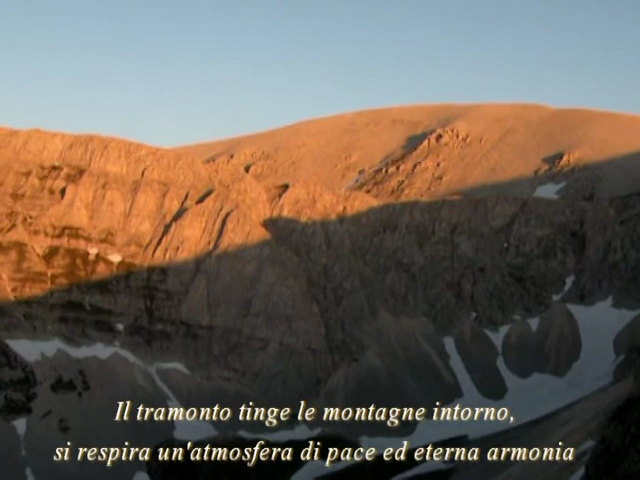 Il tramonto tinge le montagne intorno,
si respira un'atmosfera di pace ed eterna armonia